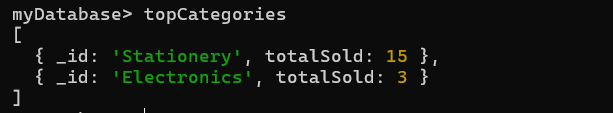 myDatabase> topCategories
[
  { _id: 'Stationery', totalSold: 15 },
  { _id: 'Electronics', totalSold: 3 }
]